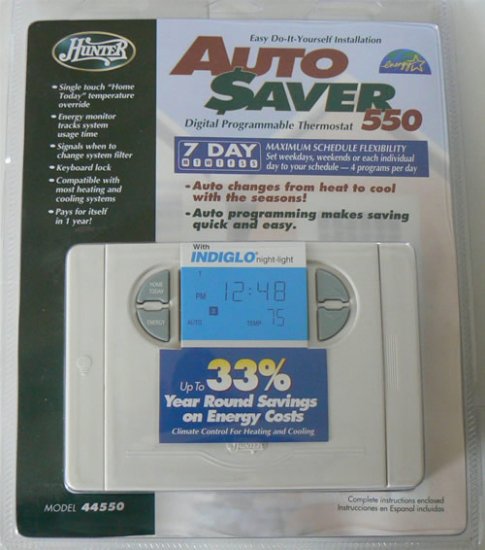 HUNTER
Easy Do-It-Yourself Installation
AUTO
$AVER
550
Digital Programmable Thermostat
• Single touch "Home
Today" temperature
override
• Energy monitor
tracks system
usage time
• Signals when to
change system filter
• Keyboard lock
• Compatible with
most heating and
cooling systems
• Pays for itself
in 1 year!
energy
7 DAY
MAXIMUM SCHEDULE FLEXIBILITY
Set weekdays, weekends or each individual
day to your schedule — 4 programs per day
- Auto changes from heat to cool
with the seasons!
- Auto programming makes saving
quick and easy.
With
INDIGLO® night-light
HOME
TODAY
ENERGY
1
PM 12:48
AUTO TEMP 75
Up To 33%
Year Round Savings
on Energy Costs
Climate Control For Heating and Cooling
HUNTER
MODEL 44550
Complete instructions enclosed
Instrucciones en Espanol incluidas